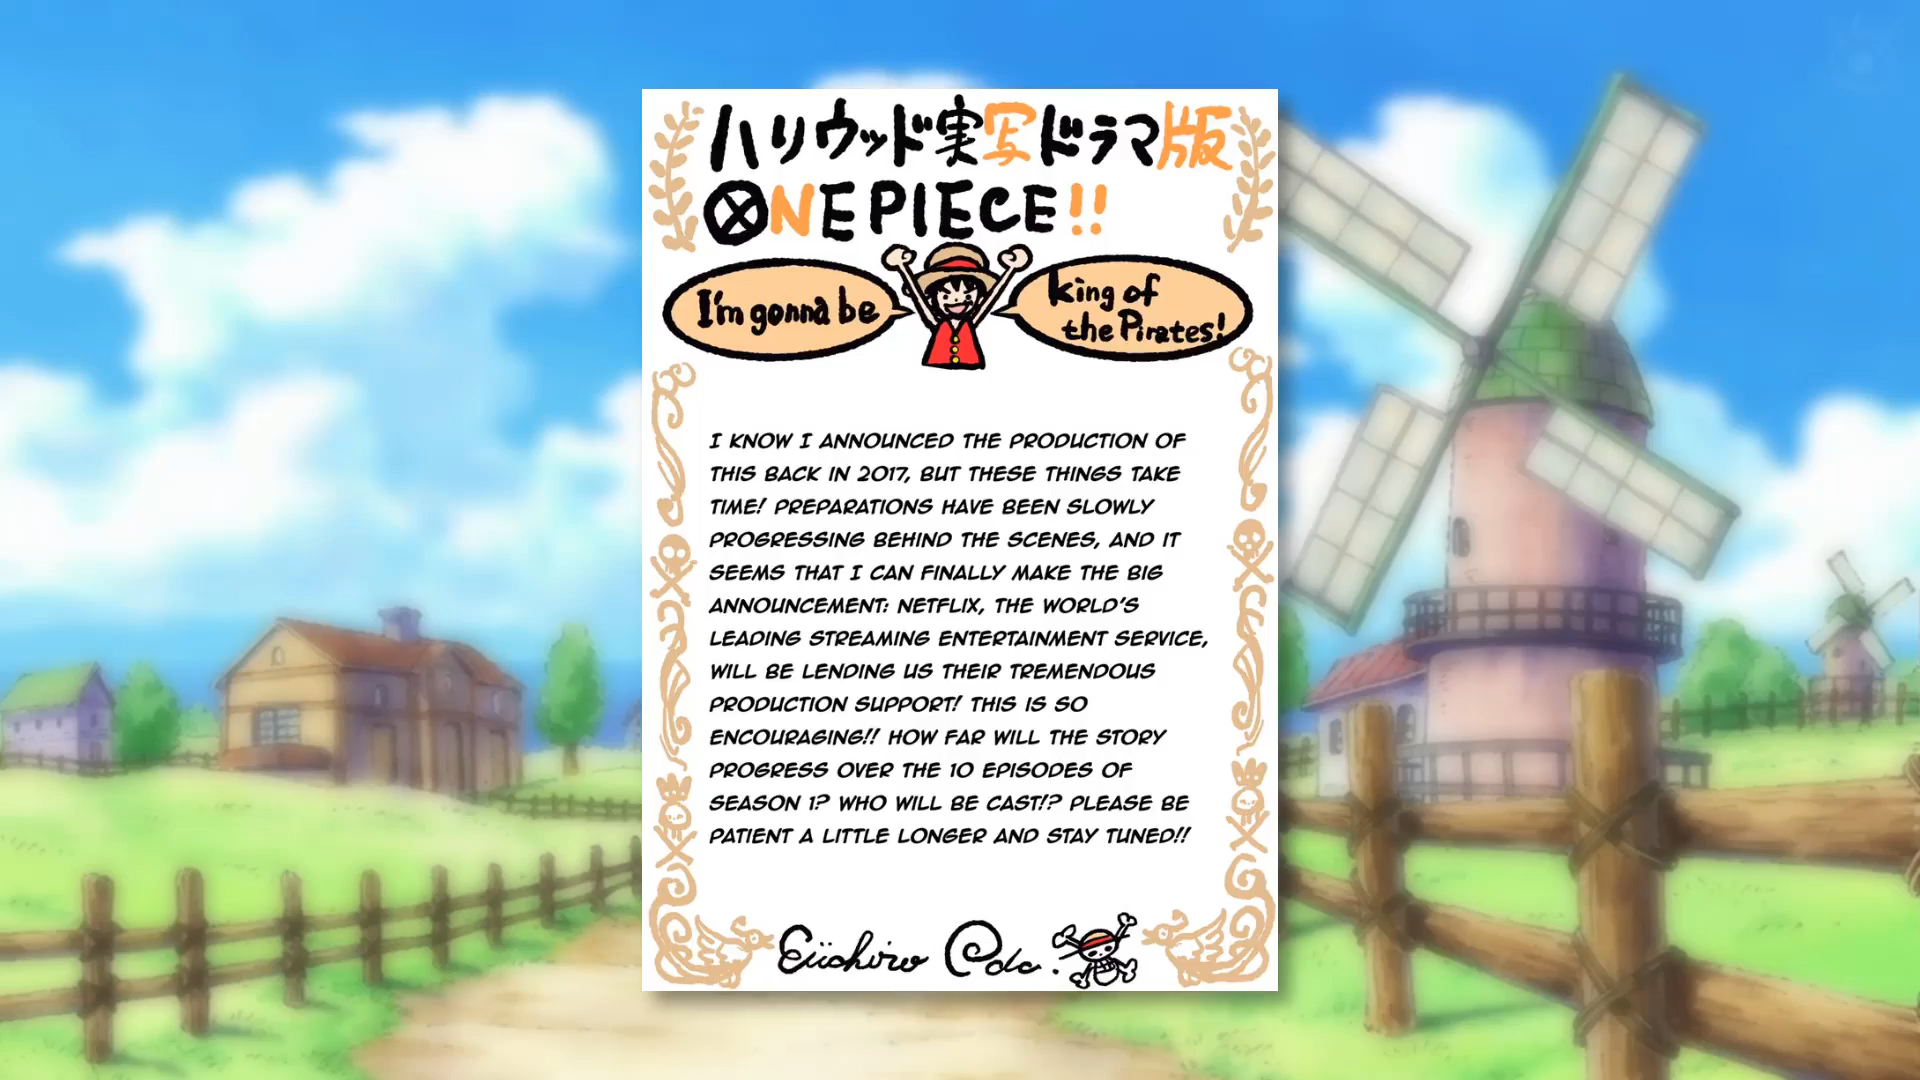 ハリウッド実写ドラマ版
ONE PIECE!!
I'm gonna be
king of
the Pirates!
I KNOW I ANNOUNCED THE PRODUCTION OF
THIS BACK IN 2017, BUT THESE THINGS TAKE
TIME! PREPARATIONS HAVE BEEN SLOWLY
PROGRESSING BEHIND THE SCENES, AND IT
SEEMS THAT I CAN FINALLY MAKE THE BIG
ANNOUNCEMENT: NETFLIX, THE WORLD'S
LEADING STREAMING ENTERTAINMENT SERVICE,
WILL BE LENDING US THEIR TREMENDOUS
PRODUCTION SUPPORT! THIS IS SO
ENCOURAGING!! HOW FAR WILL THE STORY
PROGRESS OVER THE 10 EPISODES OF
SEASON 1? WHO WILL BE CAST!? PLEASE BE
PATIENT A LITTLE LONGER AND STAY TUNED!!
Eiichiro Oda.